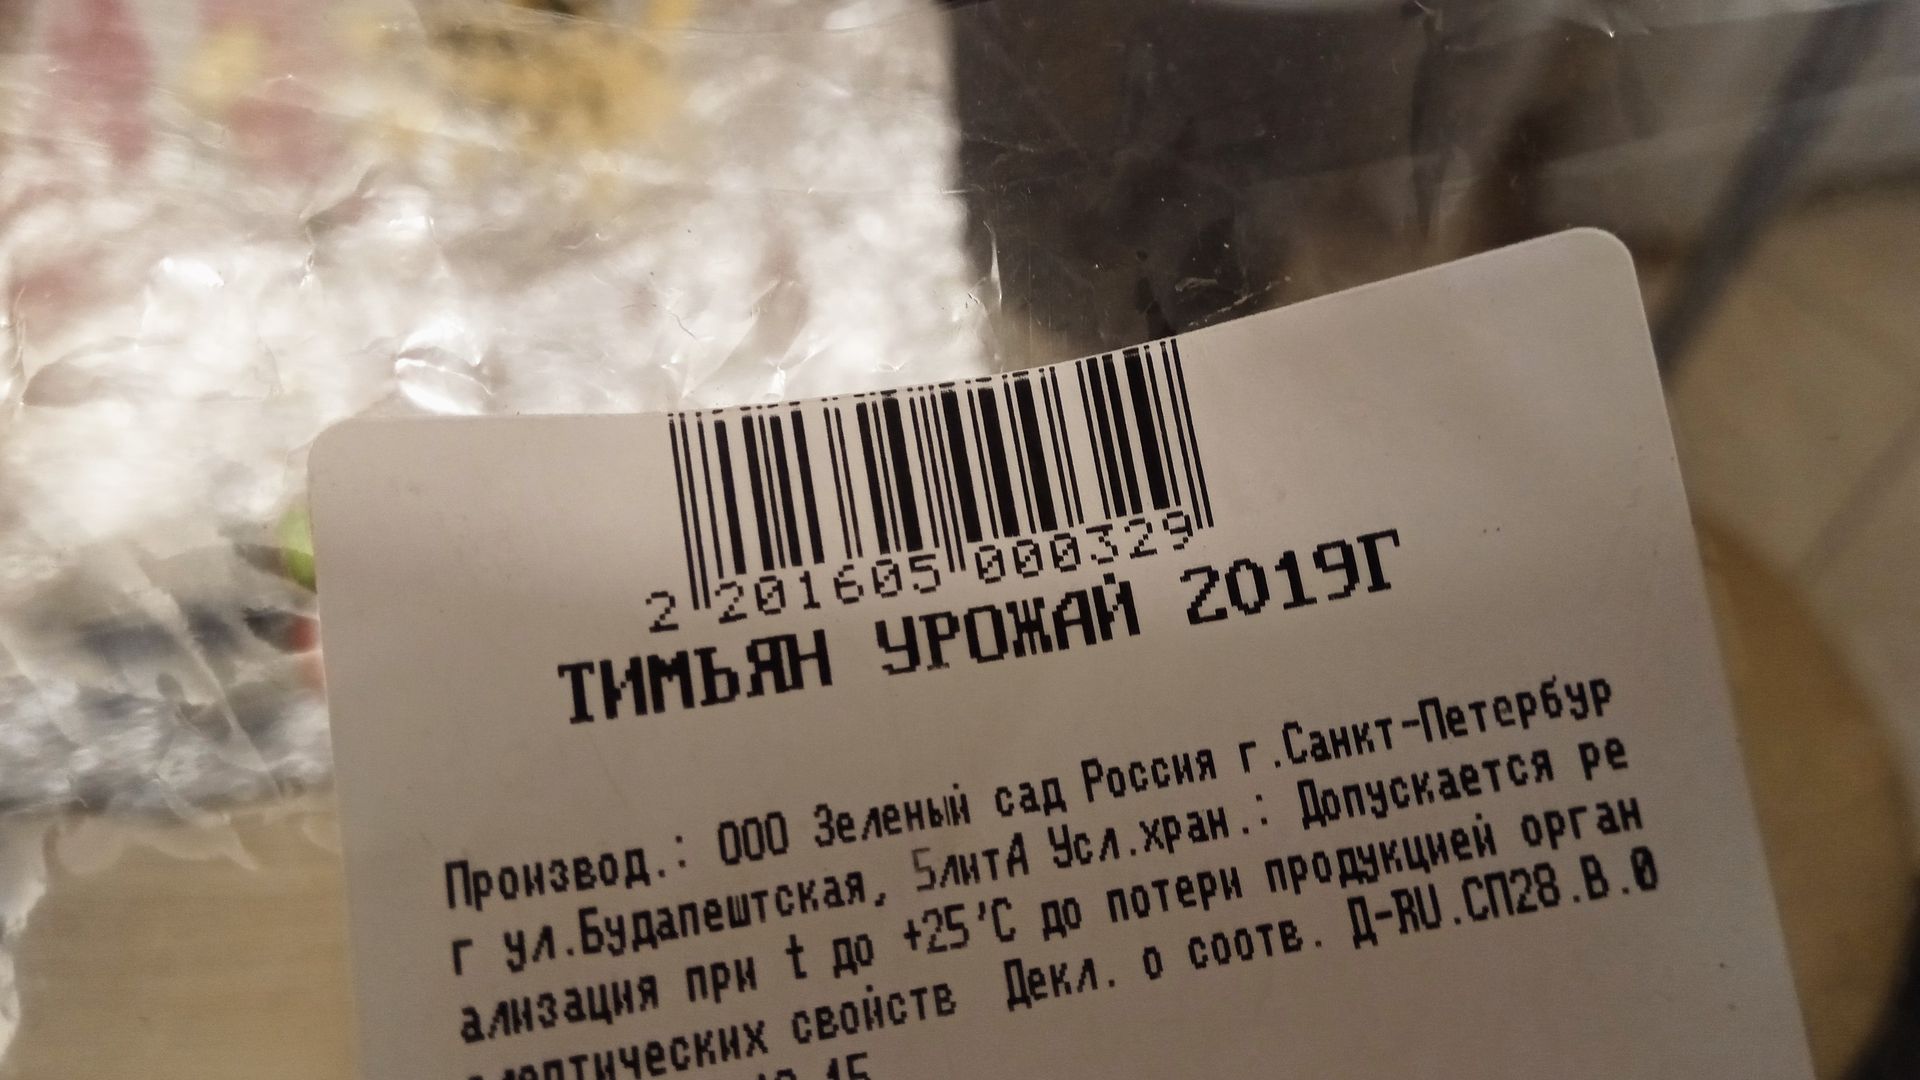 2 201605 000329
ТИМЬЯН УРОЖАЙ 2019Г
Производ.: ООО Зеленый сад Россия г.Санкт-Петербур
г ул.Будапештская, 5литА Усл.хран.: Допускается ре
ализация при t до +25'С до потери продукцией орган
олептических свойств Декл. о соотв. Д-RU.СП28.В.0